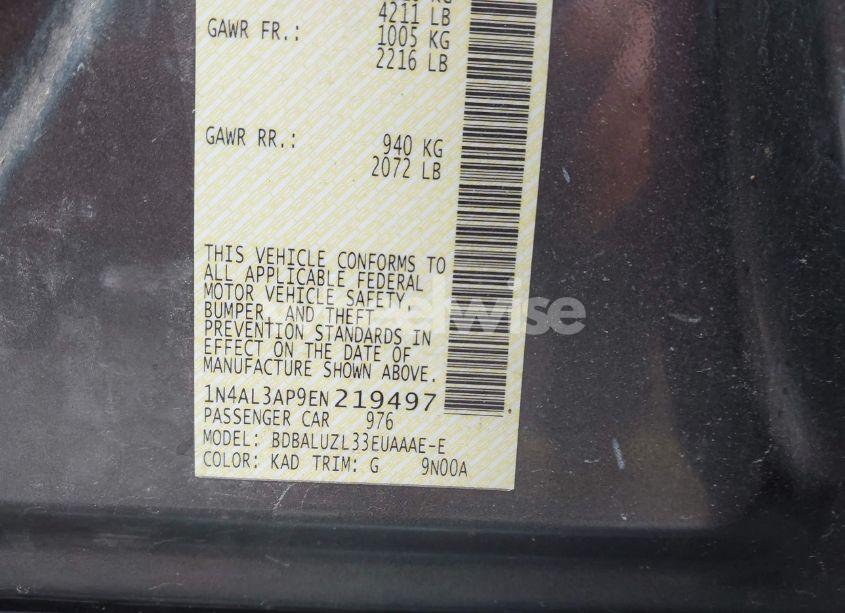 4211 LB
GAWR FR.: 1005 KG
2216 LB
GAWR RR.: 940 KG
2072 LB
THIS VEHICLE CONFORMS TO
ALL APPLICABLE FEDERAL
MOTOR VEHICLE SAFETY,
BUMPER, AND THEFT
PREVENTION STANDARDS IN
EFFECT ON THE DATE OF
MANUFACTURE SHOWN ABOVE.
1N4AL3AP9EN219497
PASSENGER CAR 976
MODEL: BDBALUZL33EUAAAE-E
COLOR: KAD TRIM: G 9N00A